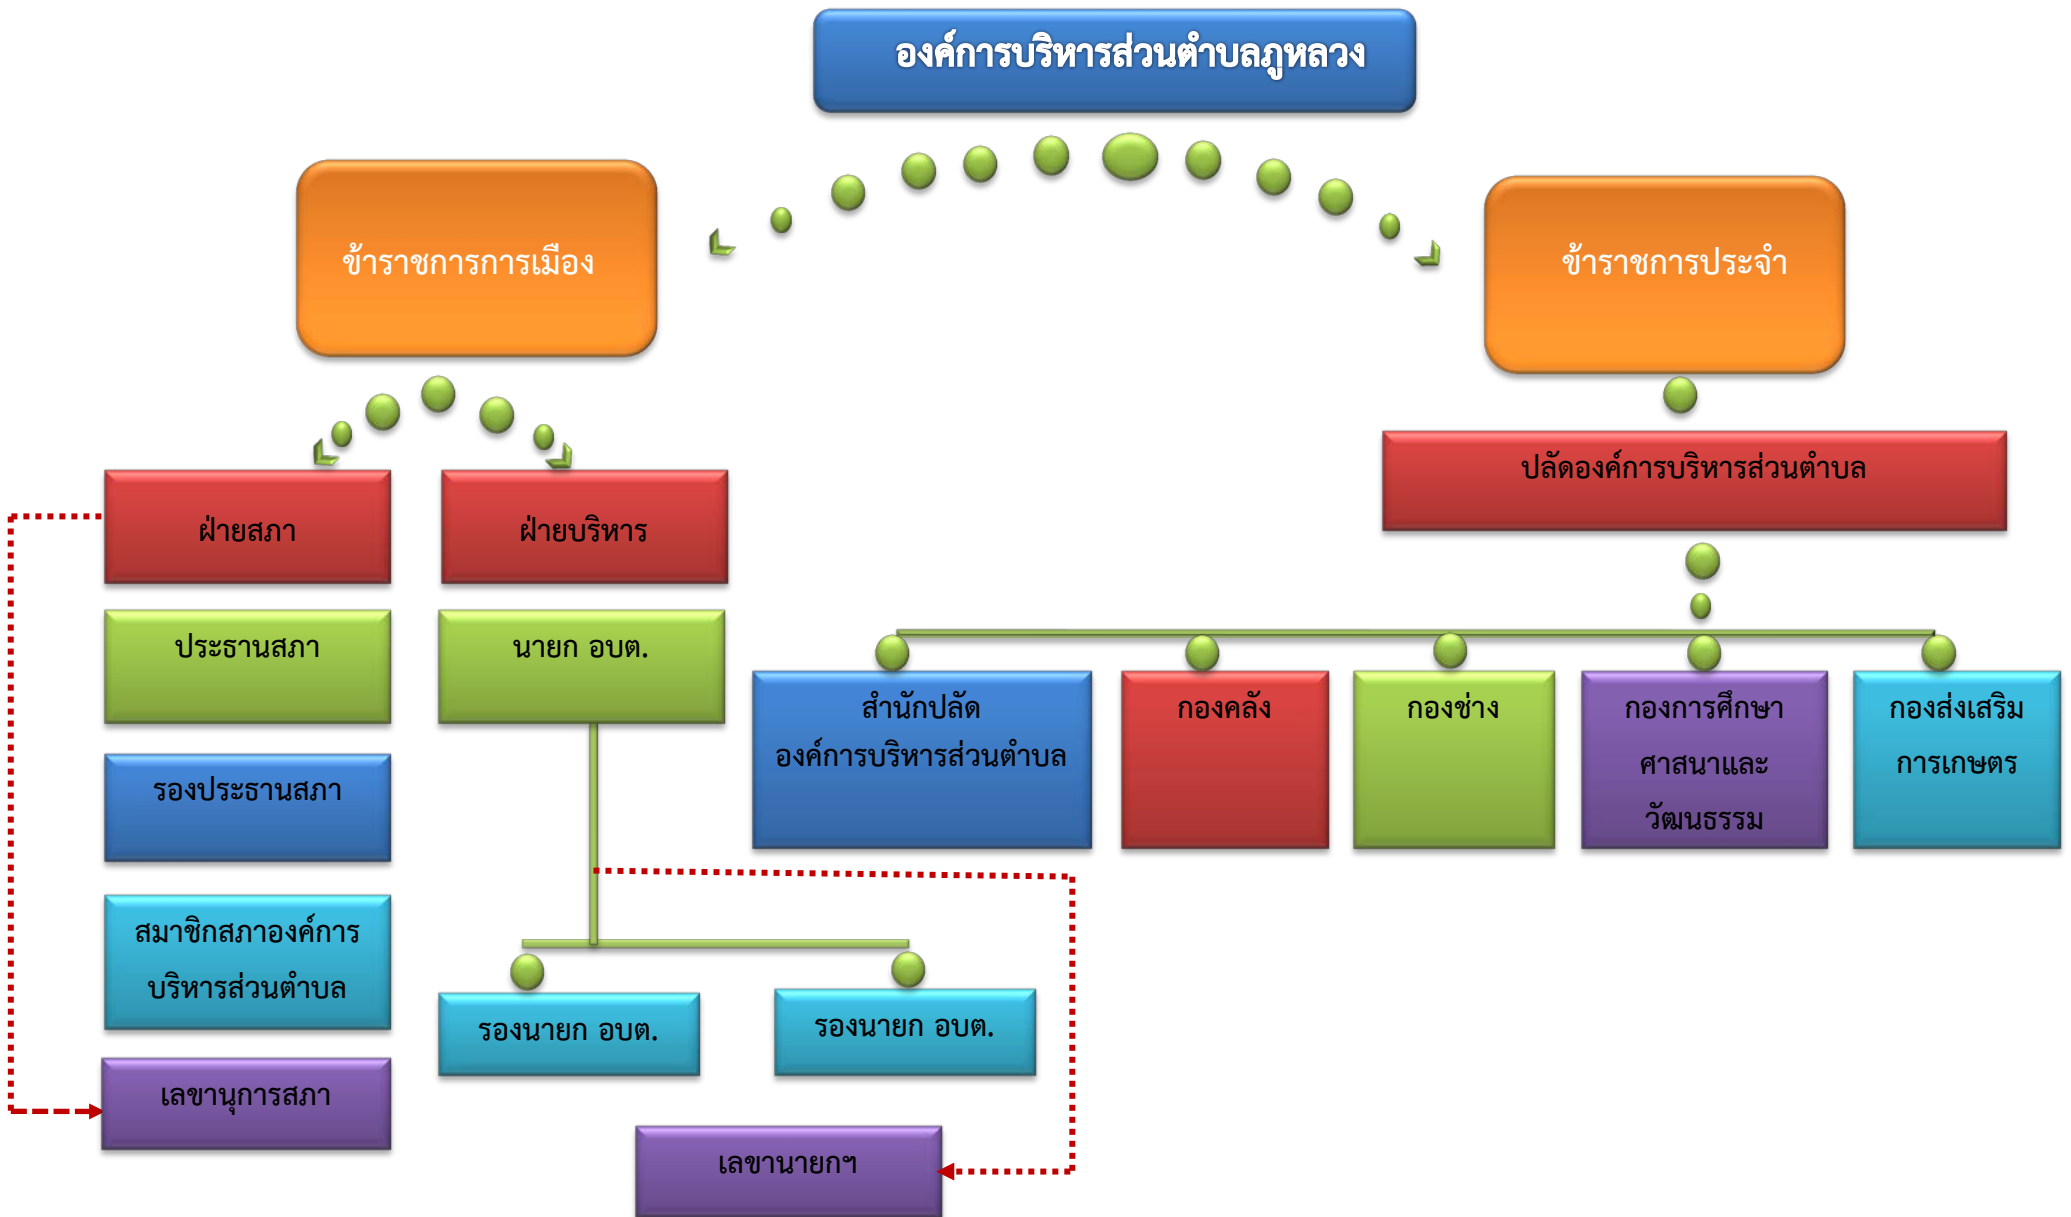 องค์การบริหารส่วนตำบลภูหลวง
ข้าราชการการเมือง
ข้าราชการประจำ
ปลัดองค์การบริหารส่วนตำบล
ฝ่ายสภา
ฝ่ายบริหาร
ประธานสภา
นายก อบต.
สำนักปลัด
องค์การบริหารส่วนตำบล
กองคลัง
กองช่าง
กองการศึกษา
ศาสนาและ
วัฒนธรรม
กองส่งเสริม
การเกษตร
รองประธานสภา
สมาชิกสภาองค์การ
บริหารส่วนตำบล
รองนายก อบต.
รองนายก อบต.
เลขานุการสภา
เลขานายกฯ